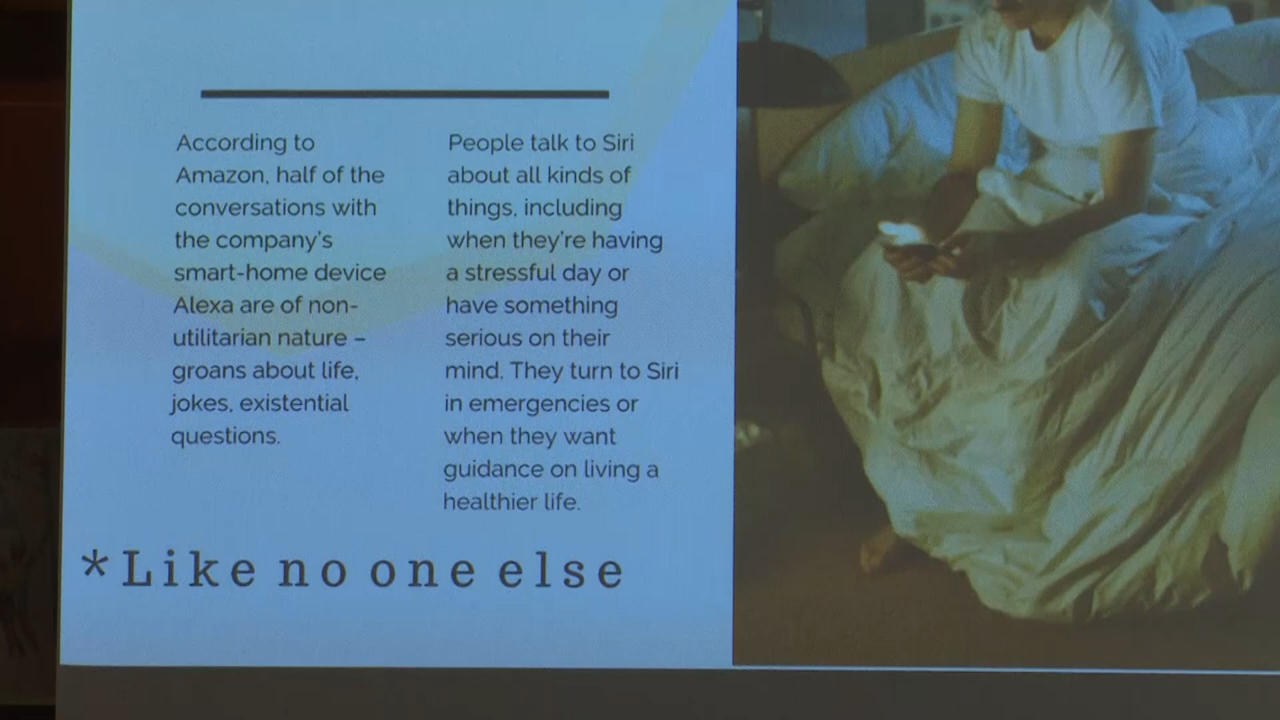 According to
Amazon, half of the
conversations with
the company's
smart-home device
Alexa are of non-
utilitarian nature –
groans about life,
jokes, existential
questions.
People talk to Siri
about all kinds of
things, including
when they're having
a stressful day or
have something
serious on their
mind. They turn to Siri
in emergencies or
when they want
guidance on living a
healthier life.
*Like no one else